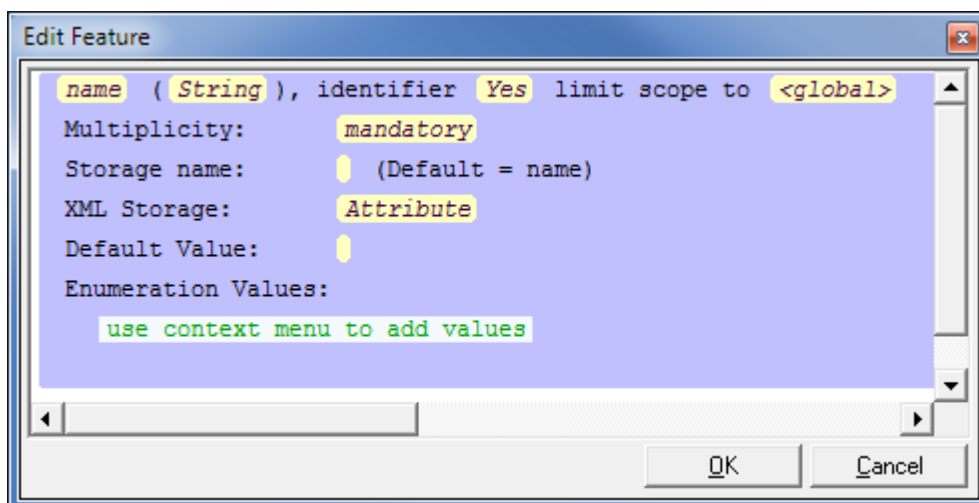 Edit Feature
name ( String ), identifier Yes limit scope to <global>
Multiplicity: mandatory
Storage name: (Default = name)
XML Storage: Attribute
Default Value:
Enumeration Values:
use context menu to add values
OK Cancel